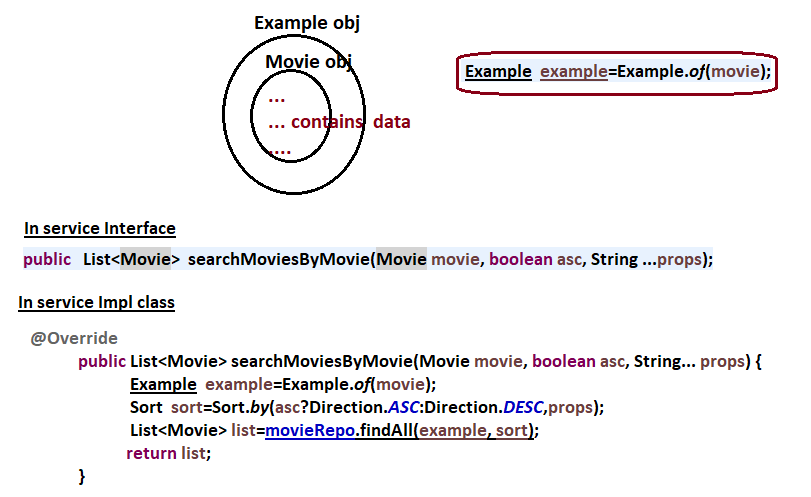 Example obj
Movie obj
Example example=Example.of(movie);
...
... contains data
....
In service Interface
public List<Movie> searchMoviesByMovie(Movie movie, boolean asc, String ...props);
In service Impl class
@Override
public List<Movie> searchMoviesByMovie(Movie movie, boolean asc, String... props) {
Example example=Example.of(movie);
Sort sort=Sort.by(asc?Direction.ASC:Direction.DESC,props);
List<Movie> list=movieRepo.findAll(example, sort);
return list;
}